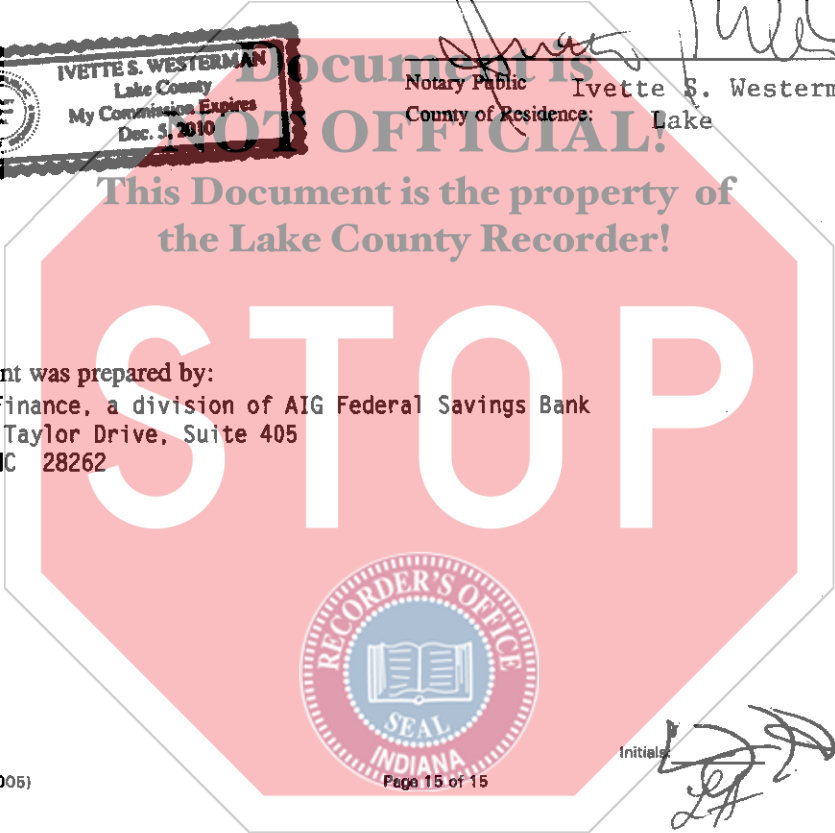 IVETTE S. WESTERMAN
Lake County
My Commission Expires
Dec. 5, 2010
Document is
Notary Public Ivette S. Westerm
County of Residence: Lake
NOT OFFICIAL!
This Document is the property of
the Lake County Recorder!
STOP
nt was prepared by:
Finance, a division of AIG Federal Savings Bank
Taylor Drive, Suite 405
NC 28262
RECORDER'S OFFICE
SEAL
INDIANA
Initials:
005)
Page 15 of 15